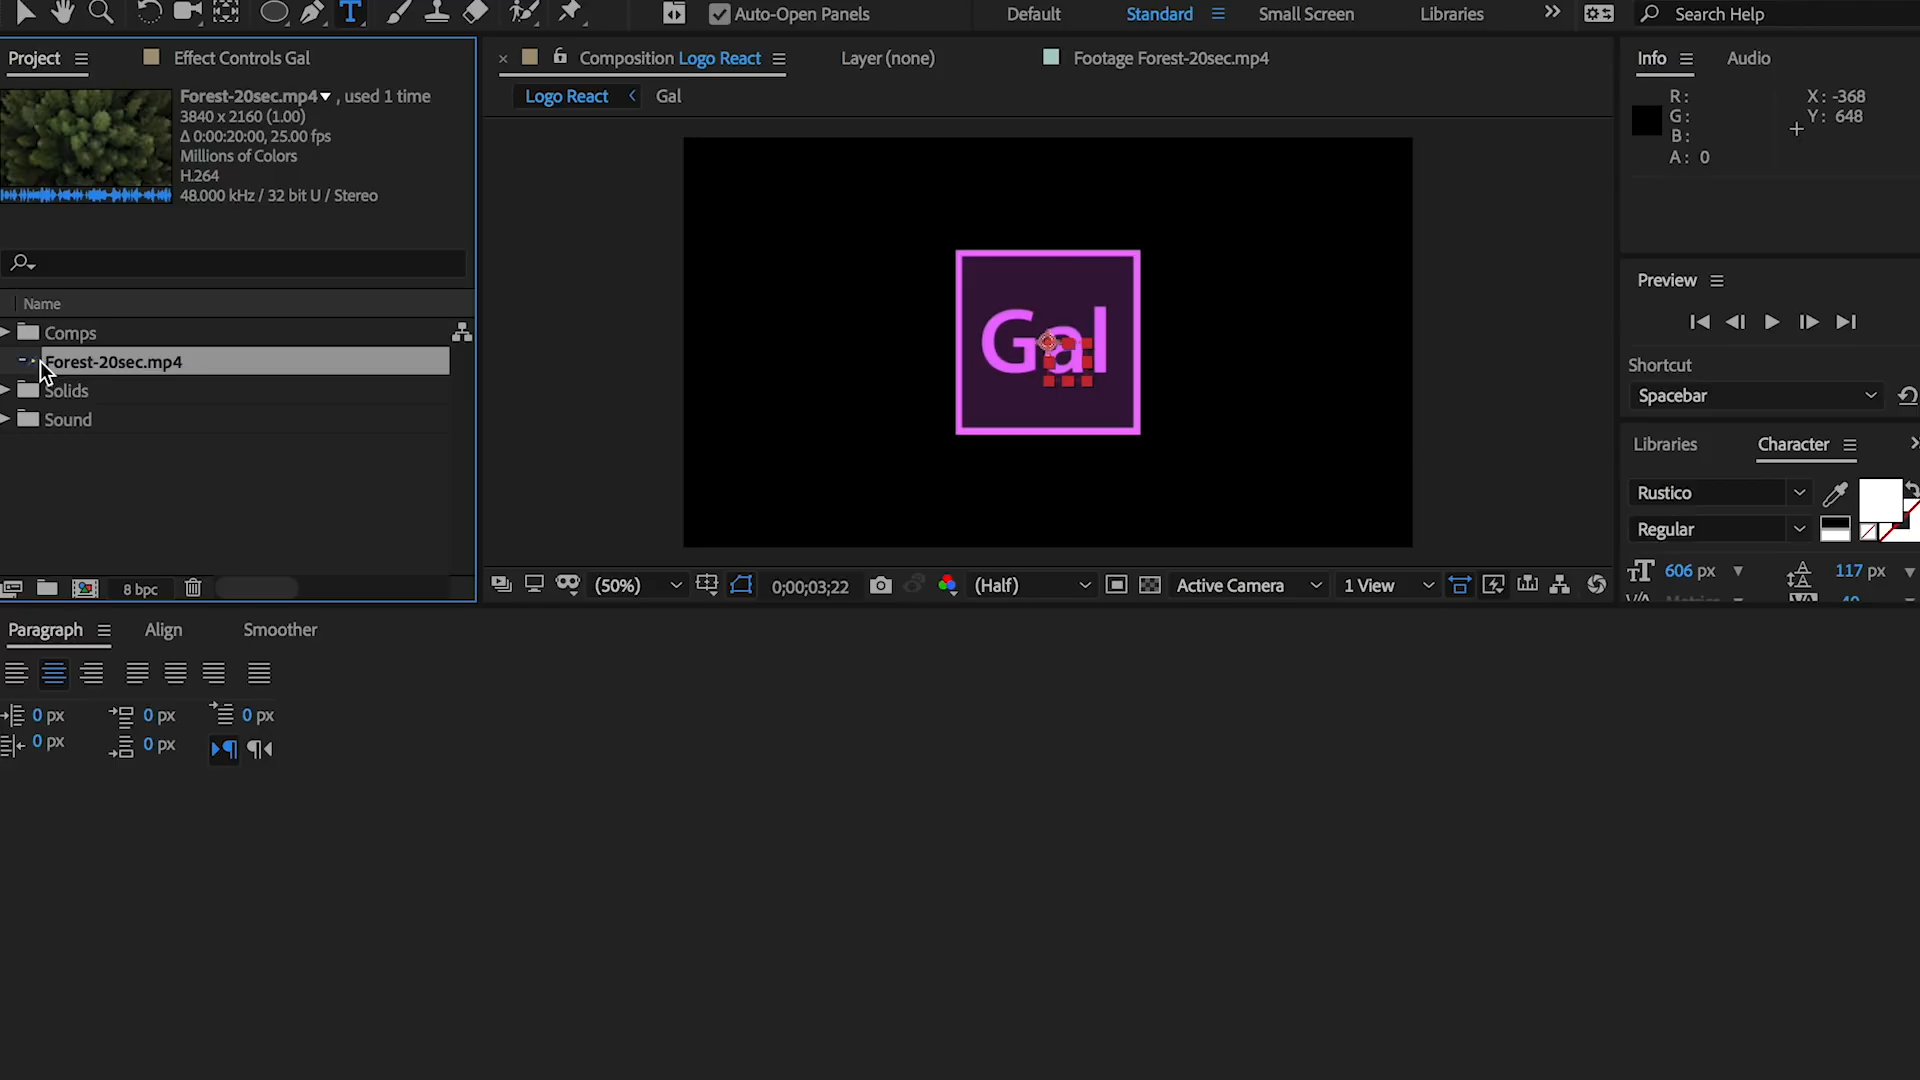 T
Auto-Open Panels
Default
Standard
Small Screen
Libraries
Search Help
Project
Effect Controls Gal
Composition Logo React
Layer (none)
Footage Forest-20sec.mp4
Info
Audio
Forest-20sec.mp4 , used 1 time
3840 x 2160 (1.00)
Δ 0:00:20:00, 25.00 fps
Millions of Colors
H.264
48.000 kHz / 32 bit U / Stereo
Logo React
Gal
R:
G:
B:
A: 0
X: -368
Y: 648
Name
Comps
Forest-20sec.mp4
Solids
Sound
Gal
Preview
Shortcut
Spacebar
Libraries
Character
Rustico
Regular
606 px
117 px
Metrics
40
8 bpc
(50%)
0;00;03;22
(Half)
Active Camera
1 View
Paragraph
Align
Smoother
0 px
0 px
0 px
0 px
0 px